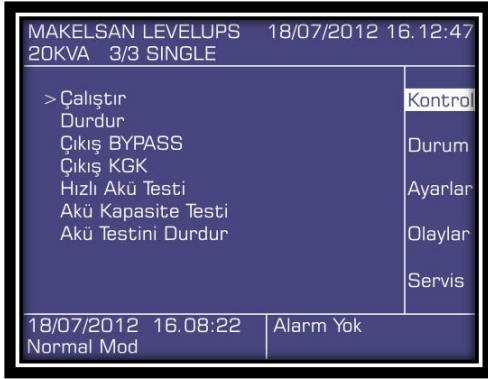 MAKELSAN LEVELUPS 18/07/2012 16.12:47
20KVA 3/3 SINGLE
> Çalıştır
Durdur
Çıkış BYPASS
Çıkış KGK
Hızlı Akü Testi
Akü Kapasite Testi
Akü Testini Durdur
Kontrol
Durum
Ayarlar
Olaylar
Servis
18/07/2012 16.08:22 Alarm Yok
Normal Mod